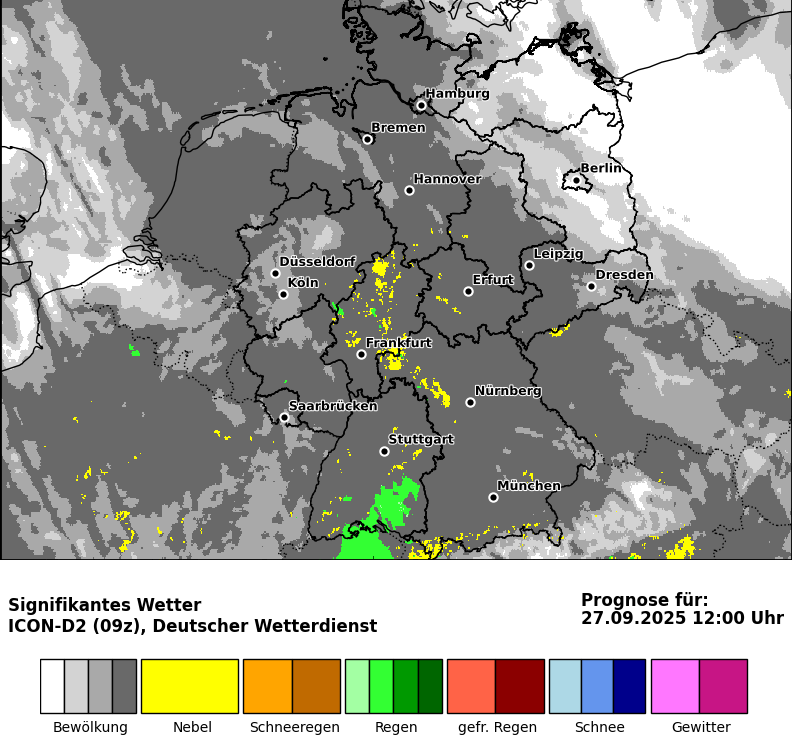 Hamburg
Bremen
Berlin
Hannover
Leipzig
Düsseldorf
Dresden
Köln
Erfurt
Frankfurt
Nürnberg
Saarbrücken
Stuttgart
München
Signifikantes Wetter
ICON-D2 (09z), Deutscher Wetterdienst
Prognose für:
27.09.2025 12:00 Uhr
Bewölkung
Nebel
Schneeregen
Regen
gefr. Regen
Schnee
Gewitter